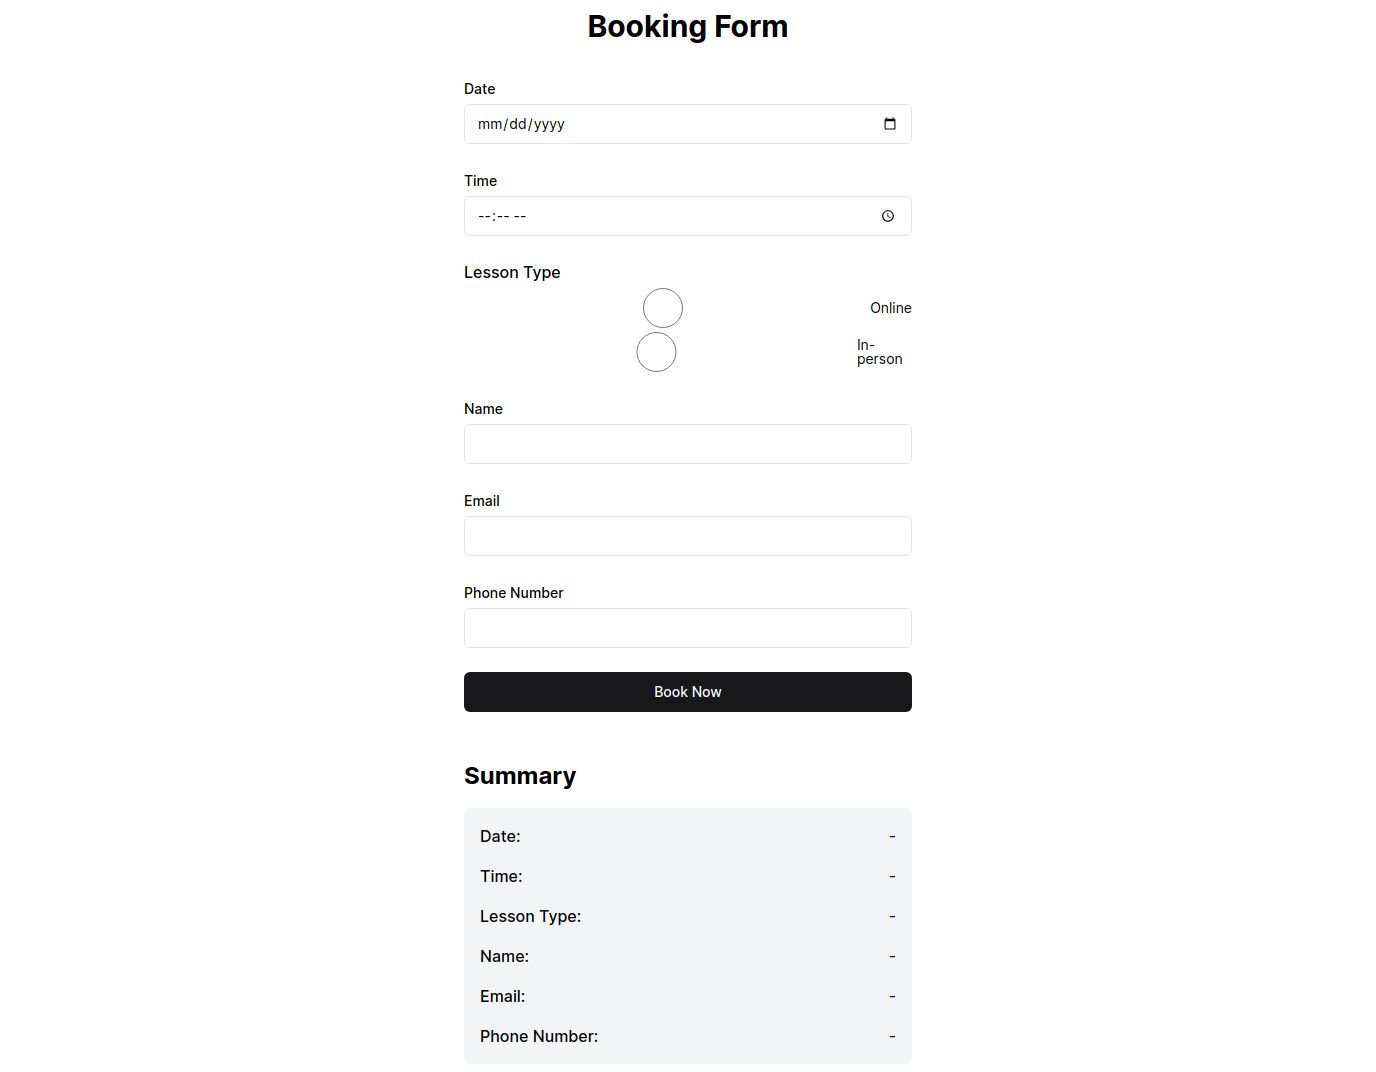 Booking Form
Date
mm/dd/yyyy
Time
--:-- --
Lesson Type
Online
In-
person
Name
Email
Phone Number
Book Now
Summary
Date: -
Time: -
Lesson Type: -
Name: -
Email: -
Phone Number: -